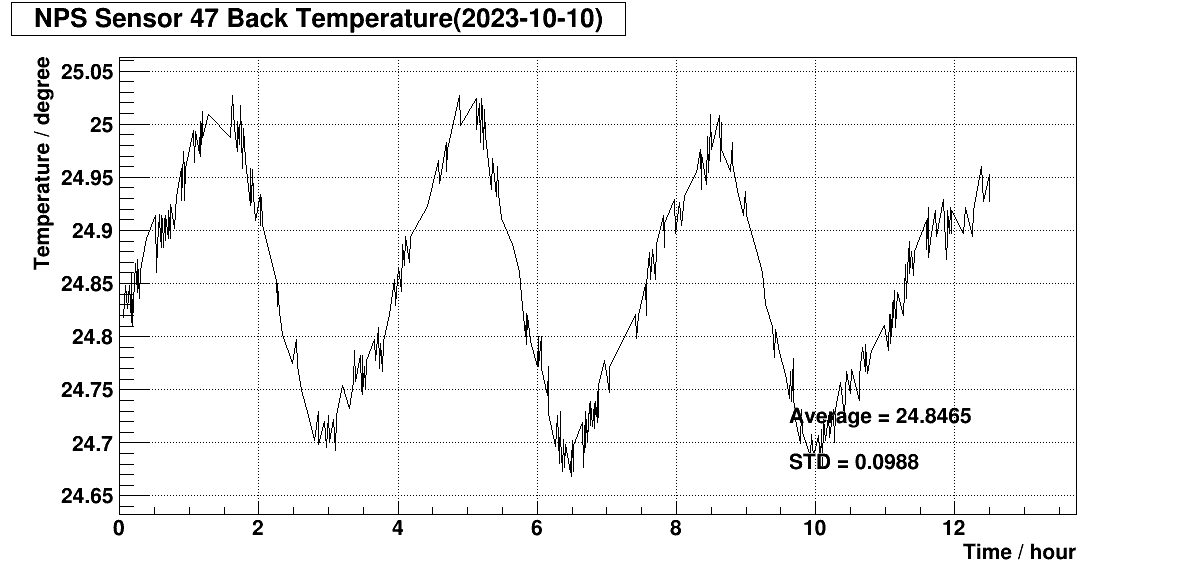 NPS Sensor 47 Back Temperature(2023-10-10)
Temperature / degree
25.05
25
24.95
24.9
24.85
24.8
24.75
24.7
24.65
Average = 24.8465
STD = 0.0988
0 2 4 6 8 10 12
Time / hour